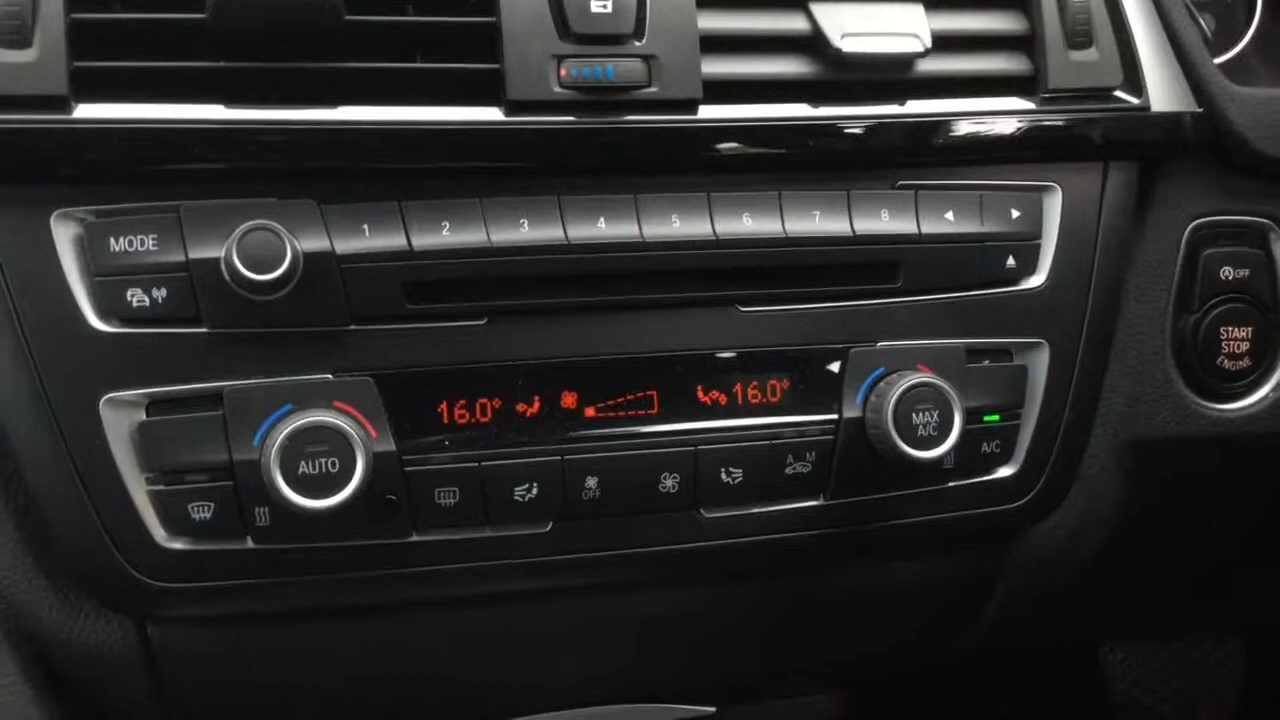 MODE
1 2 3 4 5 6 7 8
OFF
START
STOP
ENGINE
16.0° 16.0°
AUTO
MAX
A/C
A/C
OFF
A M